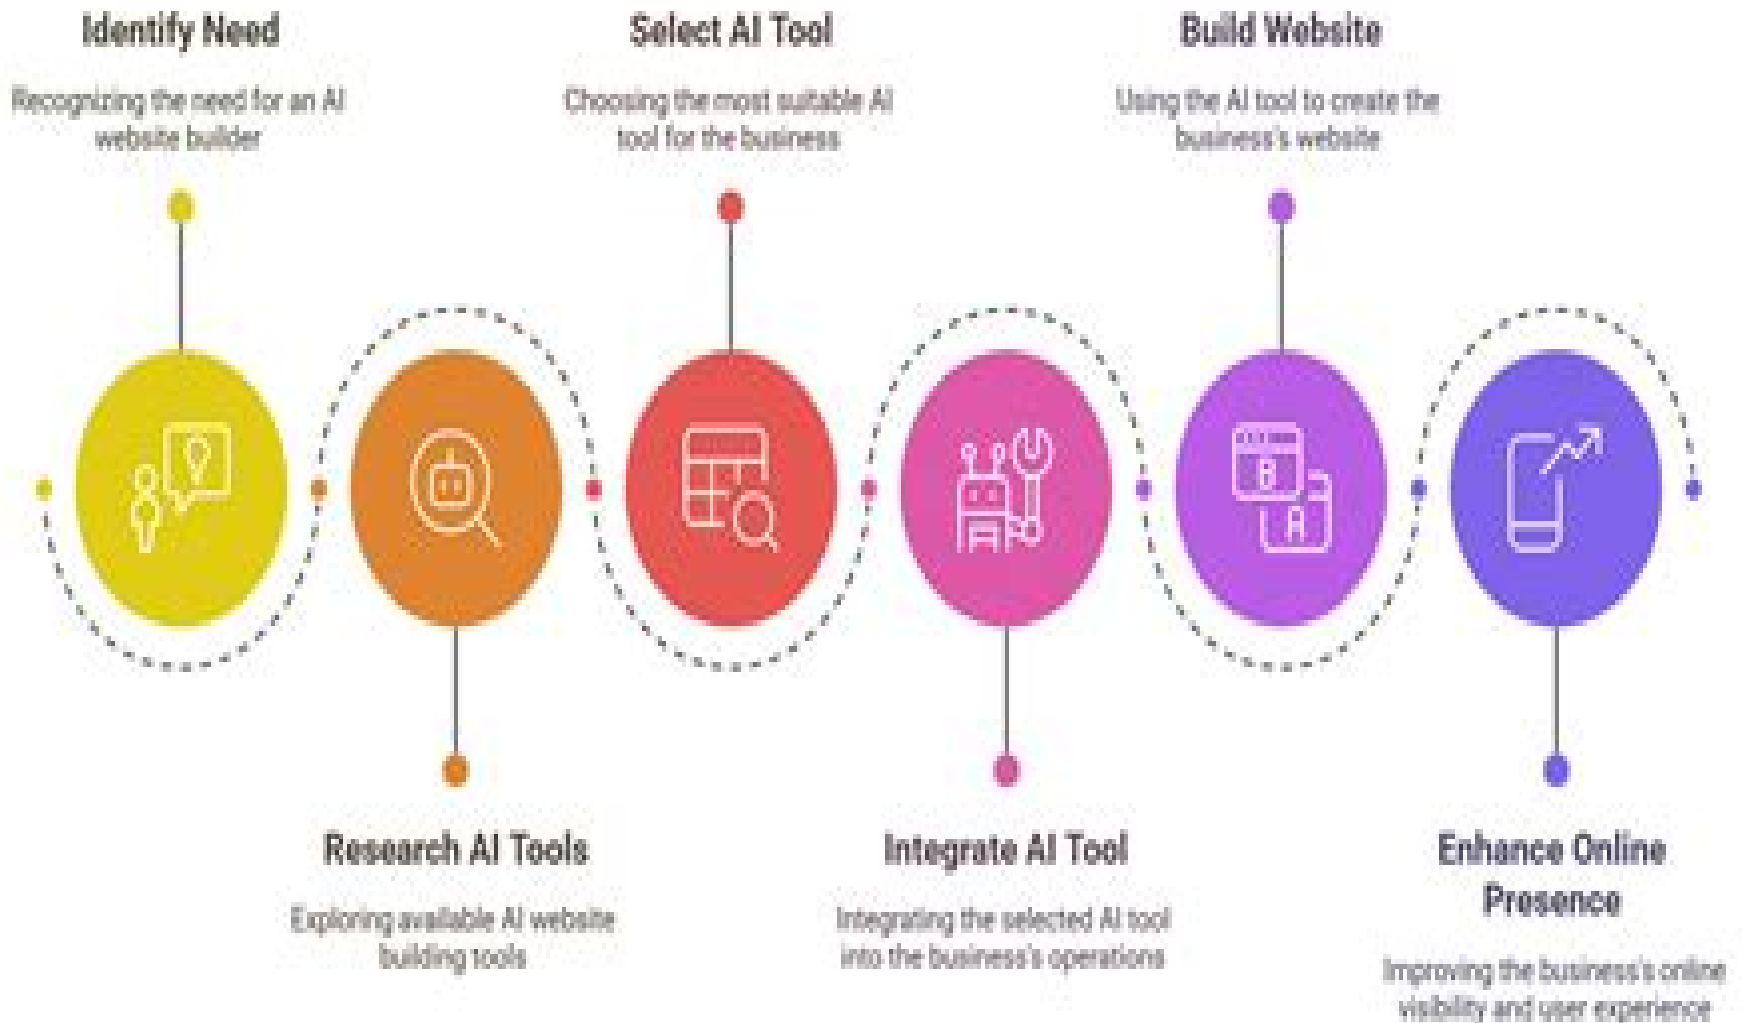 Identify Need
Recognizing the need for an AI
website builder
Select AI Tool
Choosing the most suitable AI
tool for the business
Build Website
Using the AI tool to create the
business's website
B
A
Research AI Tools
Exploring available AI website
building tools
Integrate AI Tool
Integrating the selected AI tool
into the business's operations
Enhance Online
Presence
Improving the business's online
visibility and user experience